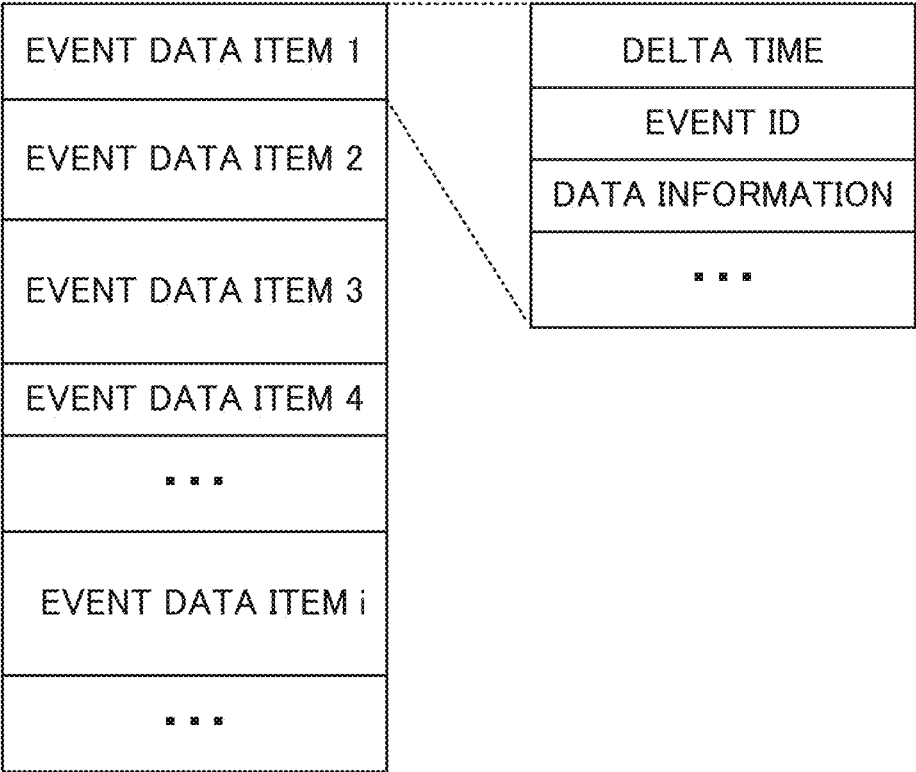 EVENT DATA ITEM 1
EVENT DATA ITEM 2
EVENT DATA ITEM 3
EVENT DATA ITEM 4
...
EVENT DATA ITEM i
...
DELTA TIME
EVENT ID
DATA INFORMATION
...